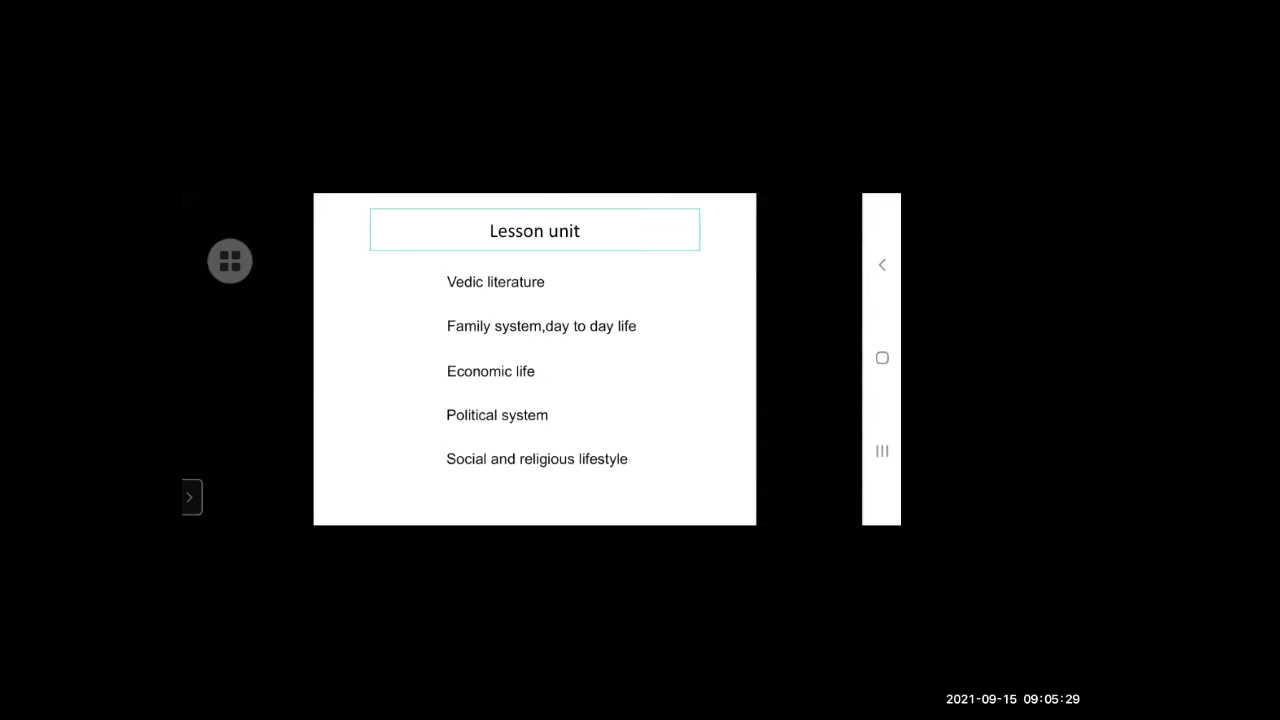 Lesson unit
Vedic literature
Family system,day to day life
Economic life
Political system
Social and religious lifestyle
2021-09-15 09:05:29